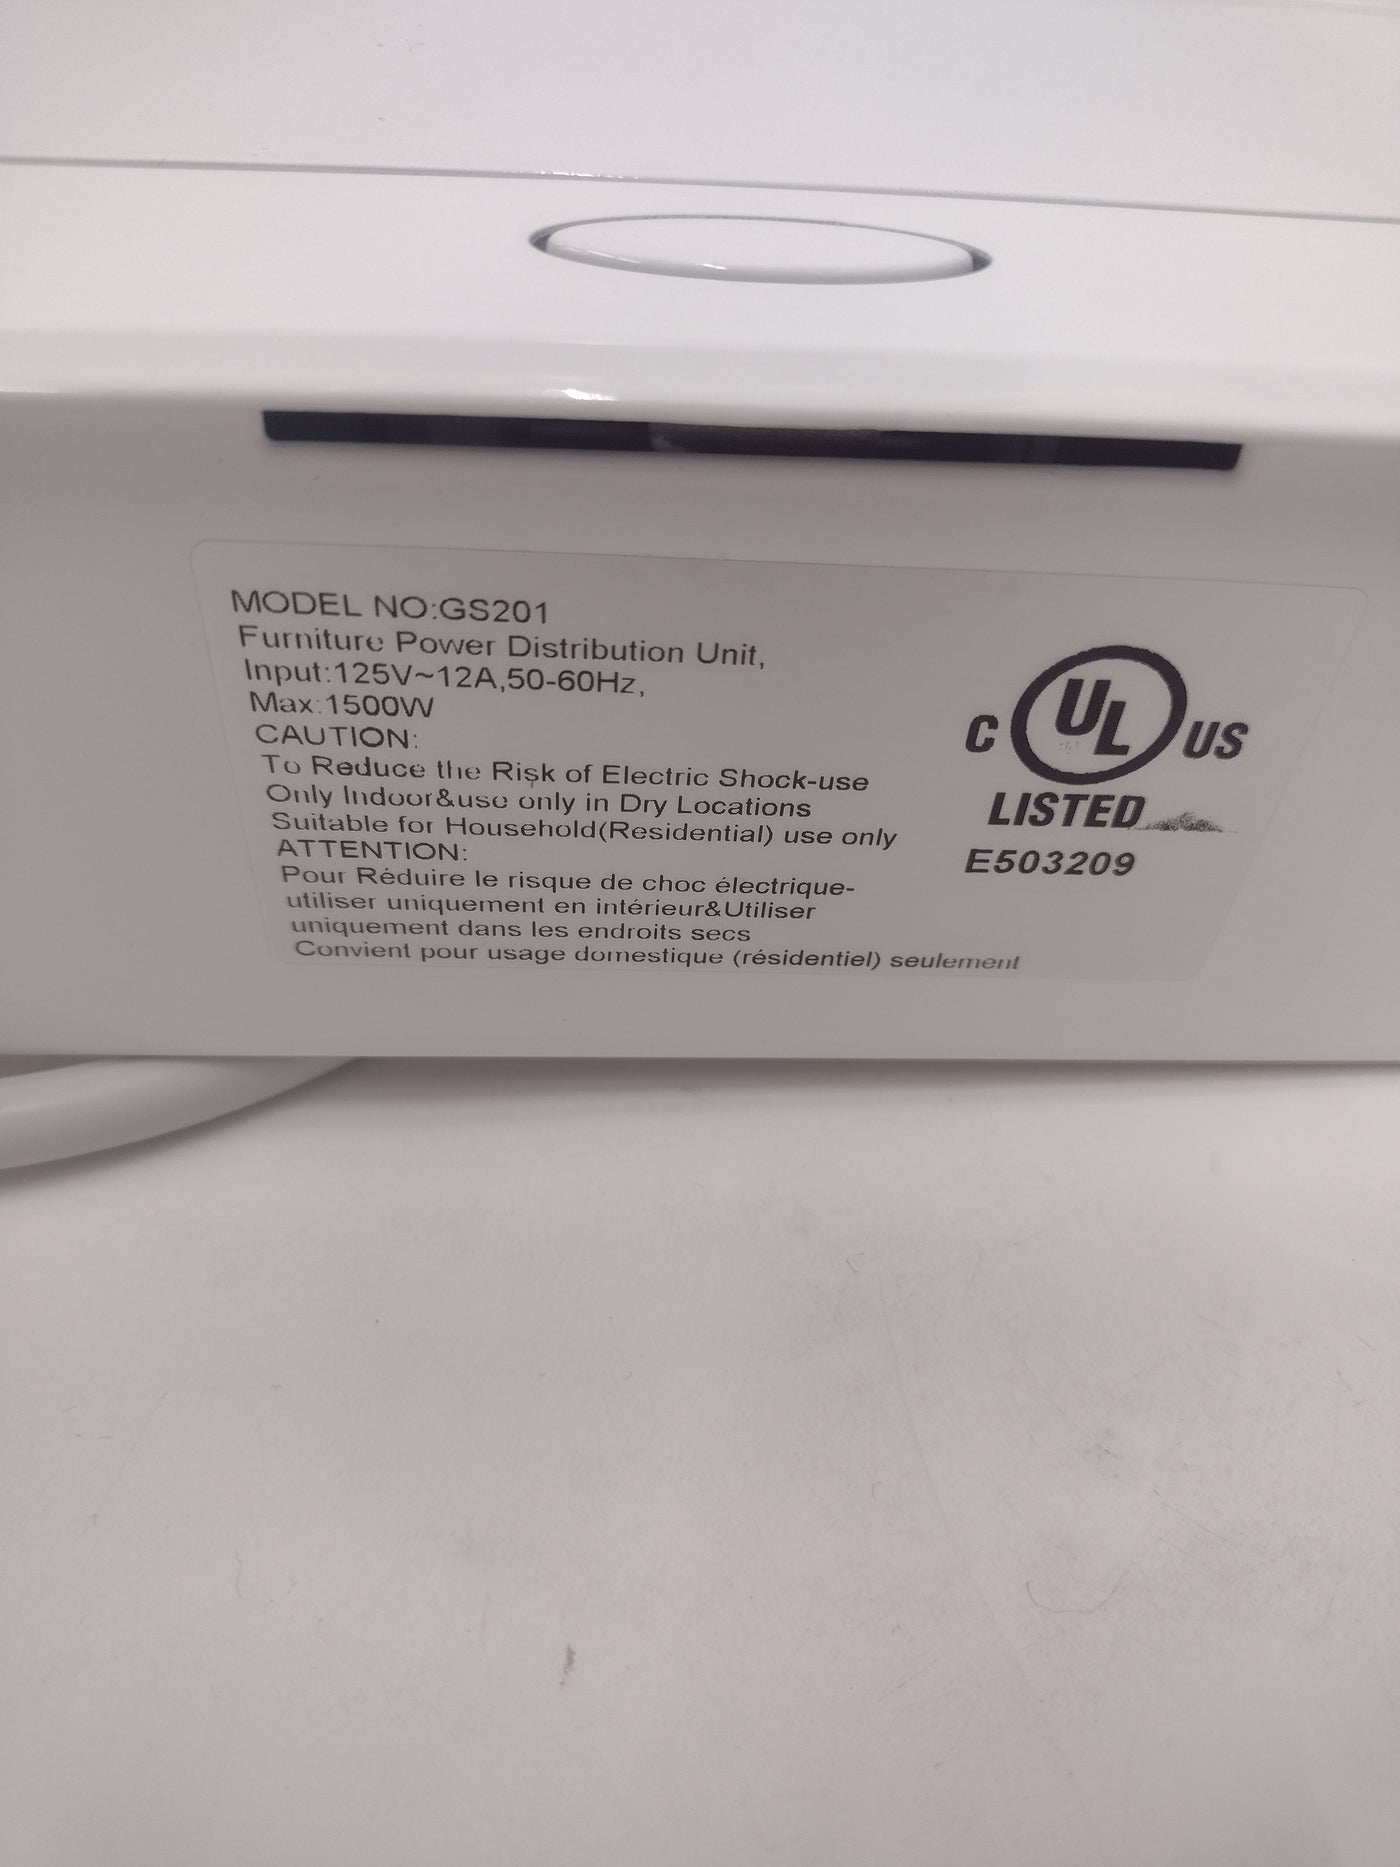 MODEL NO:GS201
Furniture Power Distribution Unit,
Input:125V~12A,50-60Hz,
Max:1500W
CAUTION:
To Reduce the Risk of Electric Shock-use
Only Indoor&use only in Dry Locations
Suitable for Household(Residential) use only
ATTENTION:
Pour Réduire le risque de choc électrique-
utiliser uniquement en intérieur&Utiliser
uniquement dans les endroits secs
Convient pour usage domestique (résidentiel) seulement
C UL US
LISTED
E503209